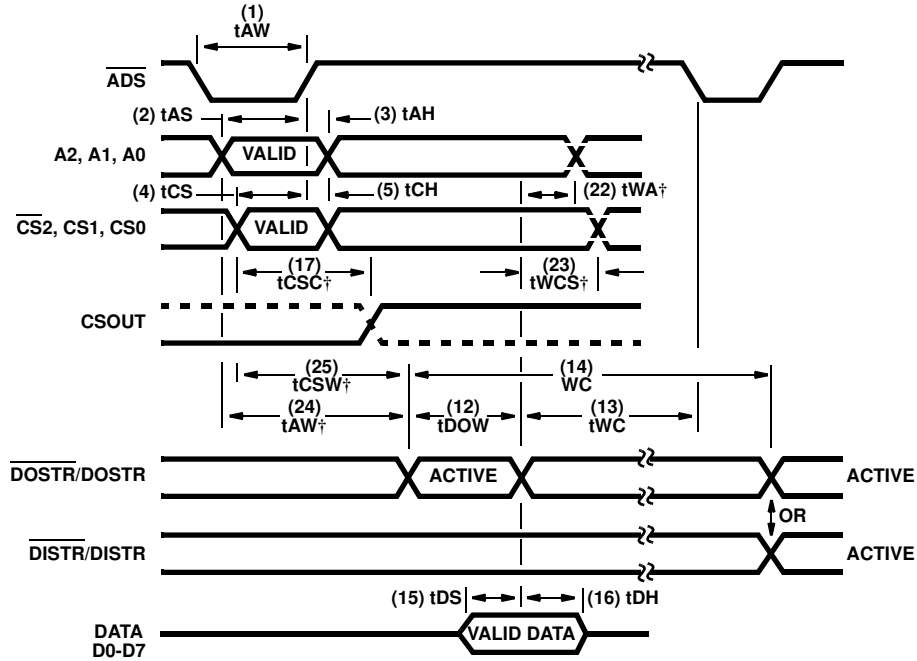 (1)
tAW
ADS
(2) tAS
(3) tAH
A2, A1, A0
VALID
(4) tCS
(5) tCH
(22) tWA†
CS2, CS1, CS0
VALID
(17)
tCSC†
(23)
tWCS†
CSOUT
(25)
tCSW†
(14)
WC
(24)
tAW†
(12)
tDOW
(13)
tWC
DOSTR/DOSTR
ACTIVE
ACTIVE
OR
DISTR/DISTR
ACTIVE
(15) tDS
(16) tDH
DATA
D0-D7
VALID DATA